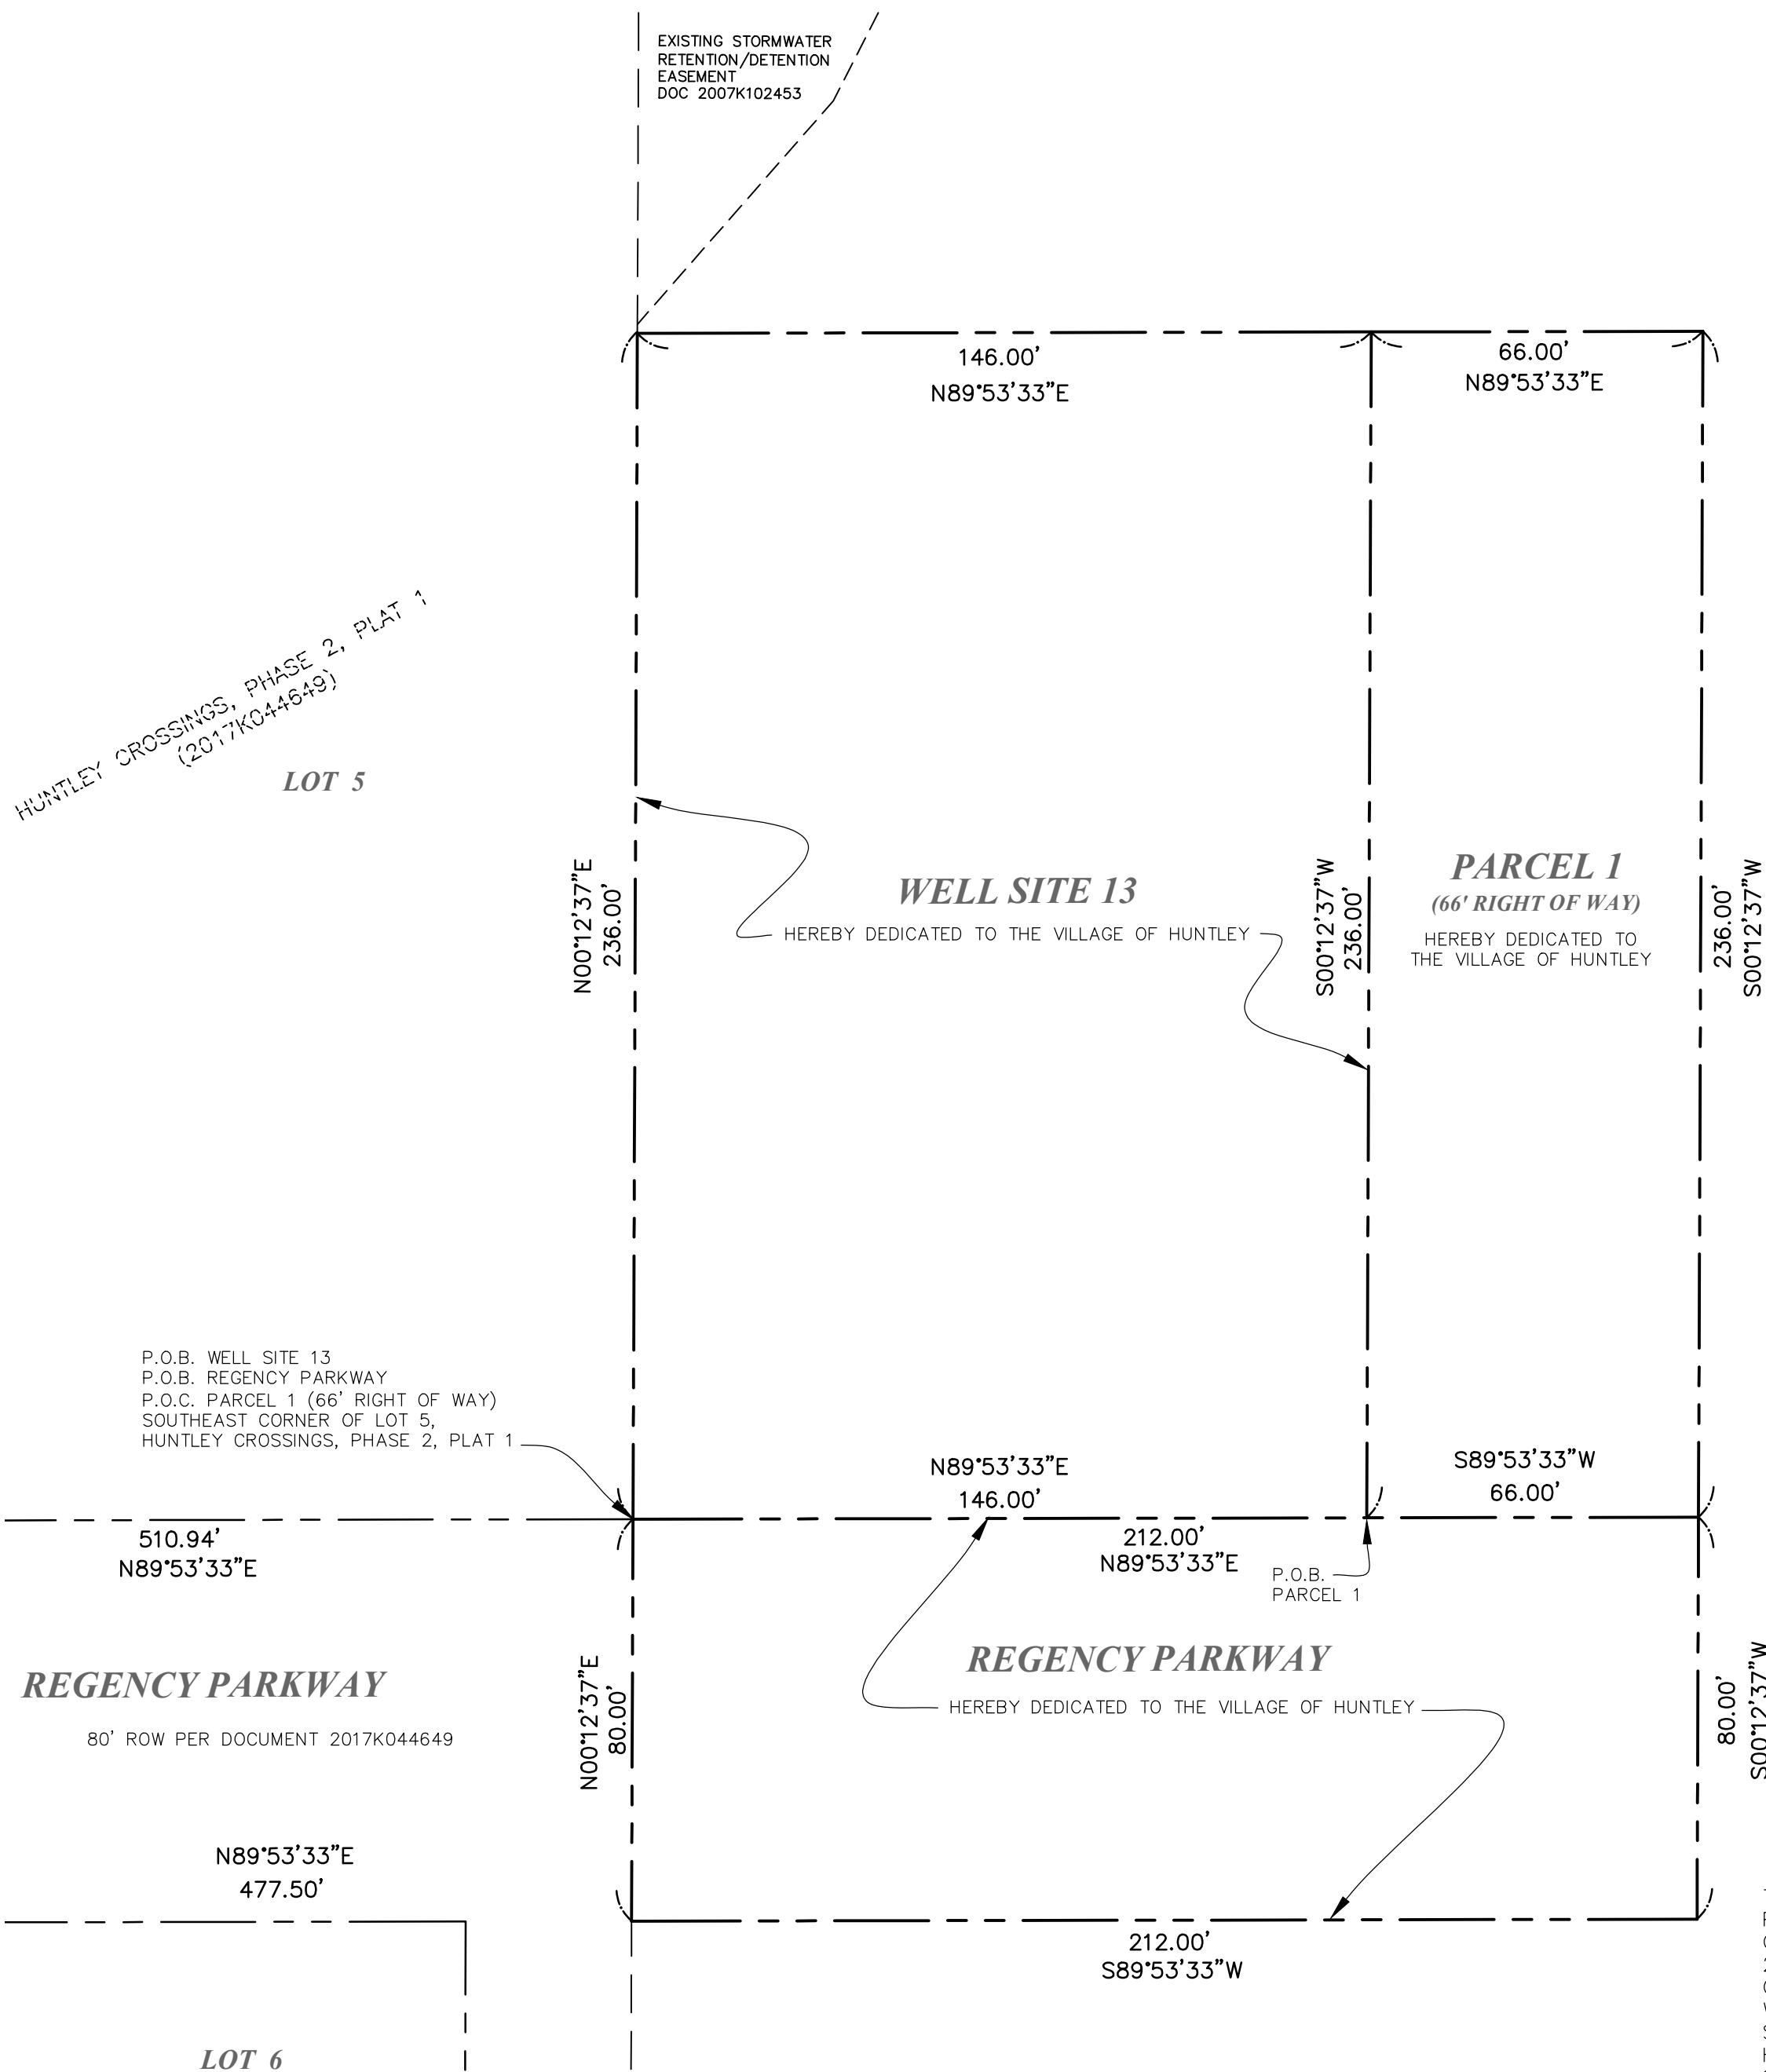 EXISTING STORMWATER
RETENTION/DETENTION
EASEMENT
DOC 2007K102453
146.00'
N89°53'33"E
66.00'
N89°53'33"E
HUNTLEY CROSSINGS, PHASE 2, PLAT 1
(2017K044649)
LOT 5
N00°12'37"E
236.00'
WELL SITE 13
HEREBY DEDICATED TO THE VILLAGE OF HUNTLEY
S00°12'37"W
236.00'
PARCEL 1
(66' RIGHT OF WAY)
HEREBY DEDICATED TO
THE VILLAGE OF HUNTLEY
236.00'
S00°12'37"W
P.O.B. WELL SITE 13
P.O.B. REGENCY PARKWAY
P.O.C. PARCEL 1 (66' RIGHT OF WAY)
SOUTHEAST CORNER OF LOT 5,
HUNTLEY CROSSINGS, PHASE 2, PLAT 1
N89°53'33"E
146.00'
S89°53'33"W
66.00'
510.94'
N89°53'33"E
212.00'
N89°53'33"E
P.O.B.
PARCEL 1
REGENCY PARKWAY
80' ROW PER DOCUMENT 2017K044649
N00°12'37"E
80.00'
REGENCY PARKWAY
HEREBY DEDICATED TO THE VILLAGE OF HUNTLEY
80.00'
S00°12'37"W
N89°53'33"E
477.50'
212.00'
S89°53'33"W
LOT 6